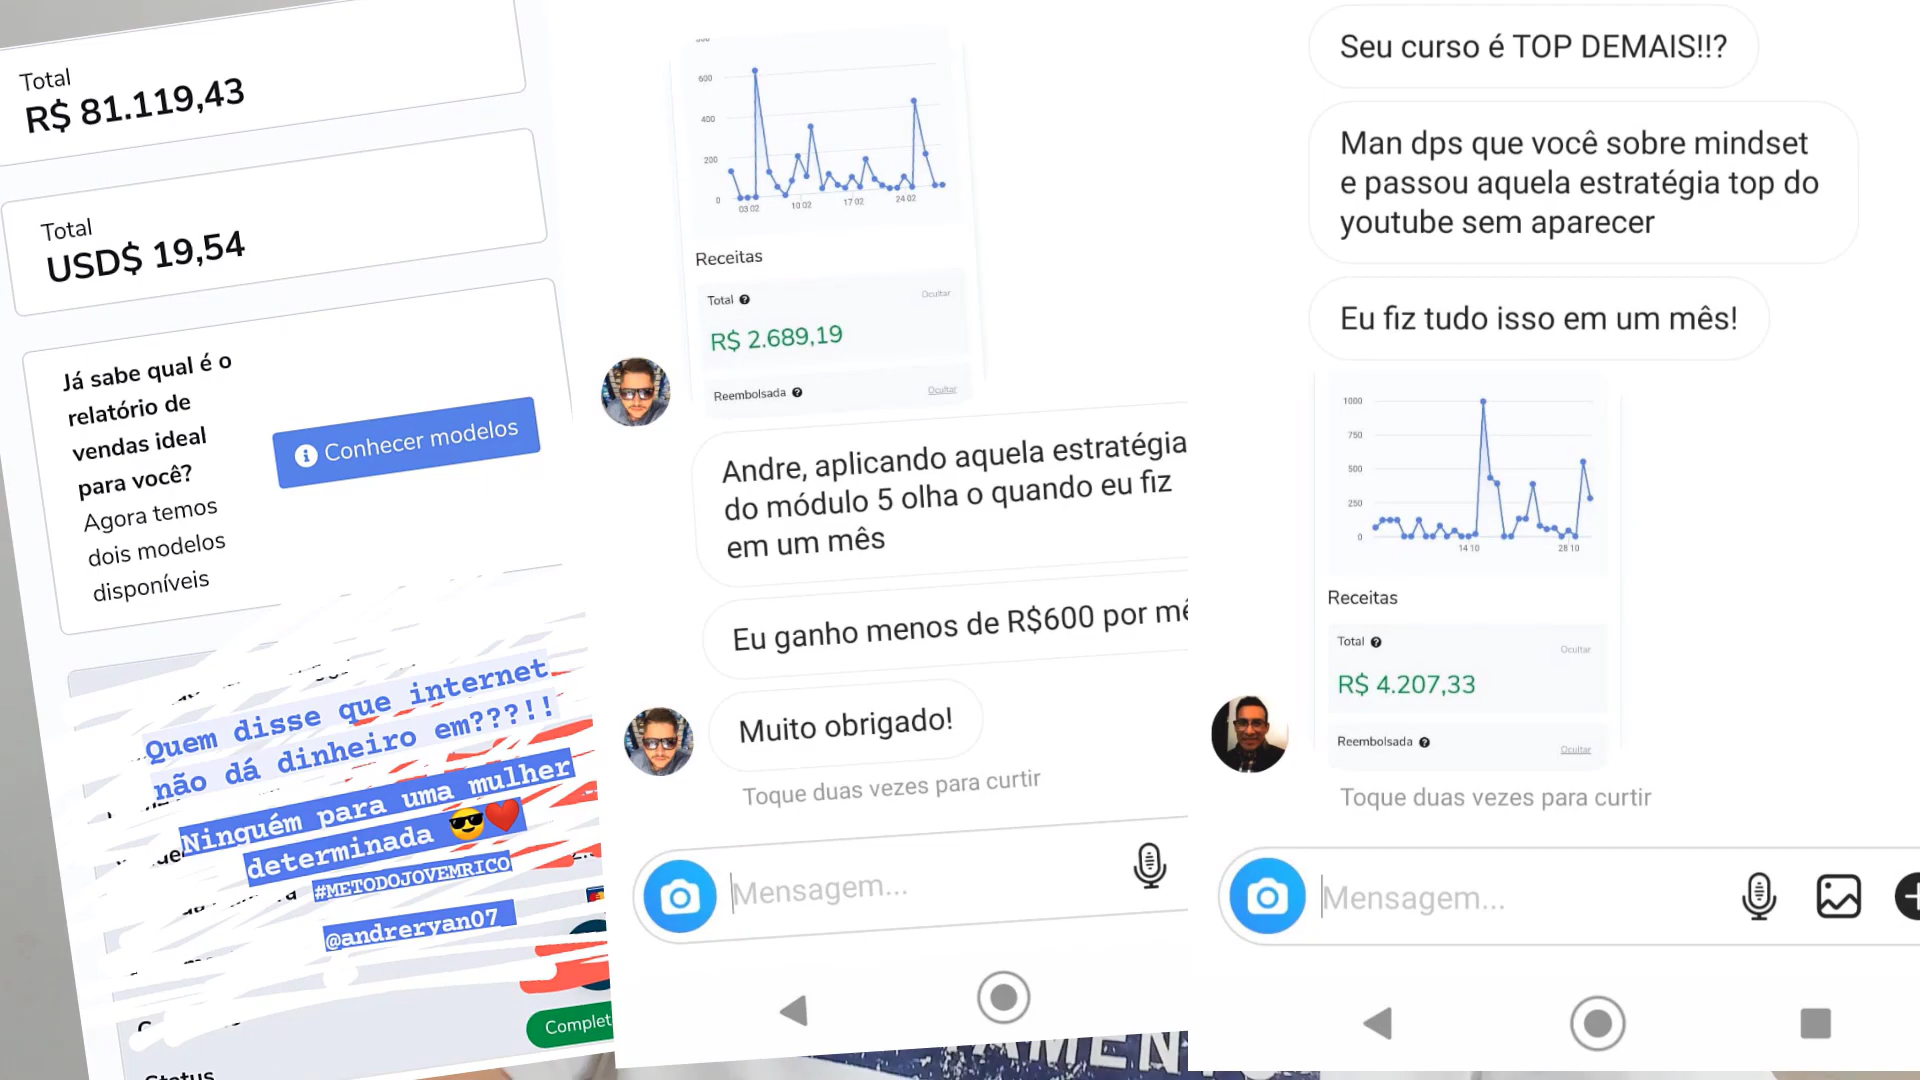 Total
R$ 81.119,43
Total
USD$ 19,54
Já sabe qual é o
relatório de
vendas ideal
para você?
Agora temos
dois modelos
disponíveis
Conhecer modelos
Quem disse que internet
não dá dinheiro em???!!
Ninguém para uma mulher
determinada 😎❤️
#METODOJOVEMRICO
@andreryan07
Complet
Status
600
400
200
0
03 02
10 02
17 02
24 02
Receitas
Total
Ocultar
R$ 2.689,19
Reembolsada
Ocultar
Andre, aplicando aquela estratégia
do módulo 5 olha o quando eu fiz
em um mês
Eu ganho menos de R$600 por mê
Muito obrigado!
Toque duas vezes para curtir
Mensagem...
Seu curso é TOP DEMAIS!!?
Man dps que você sobre mindset
e passou aquela estratégia top do
youtube sem aparecer
Eu fiz tudo isso em um mês!
1000
750
500
250
0
14 10
28 10
Receitas
Total
Ocultar
R$ 4.207,33
Reembolsada
Ocultar
Toque duas vezes para curtir
Mensagem...